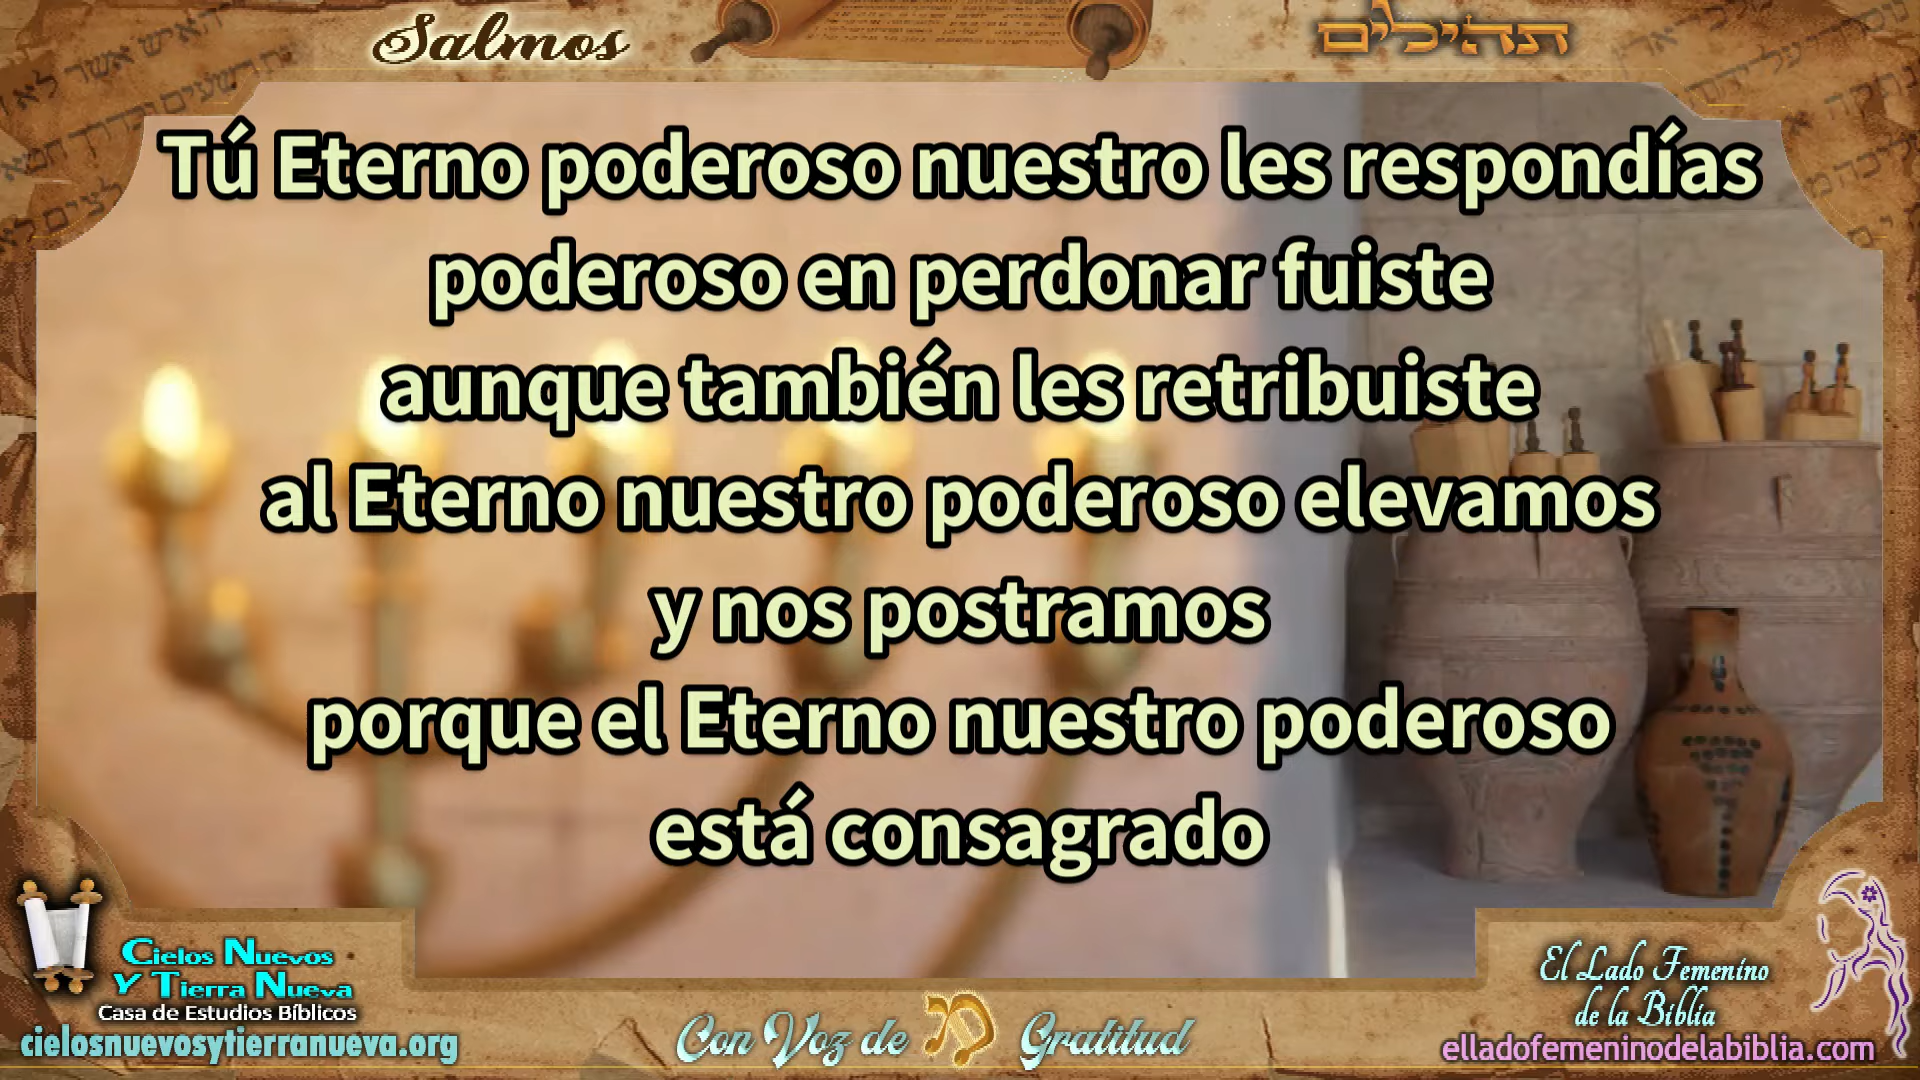 Salmos
תהילים
Tú Eterno poderoso nuestro les respondías
poderoso en perdonar fuiste
aunque también les retribuiste
al Eterno nuestro poderoso elevamos
y nos postramos
porque el Eterno nuestro poderoso
está consagrado
Cielos Nuevos
Y Tierra Nueva
Casa de Estudios Bíblicos
cielosnuevosytierranueva.org
Con Voz de Gratitud
El Lado Femenino
de la Biblia
elladofemeninodelabiblia.com